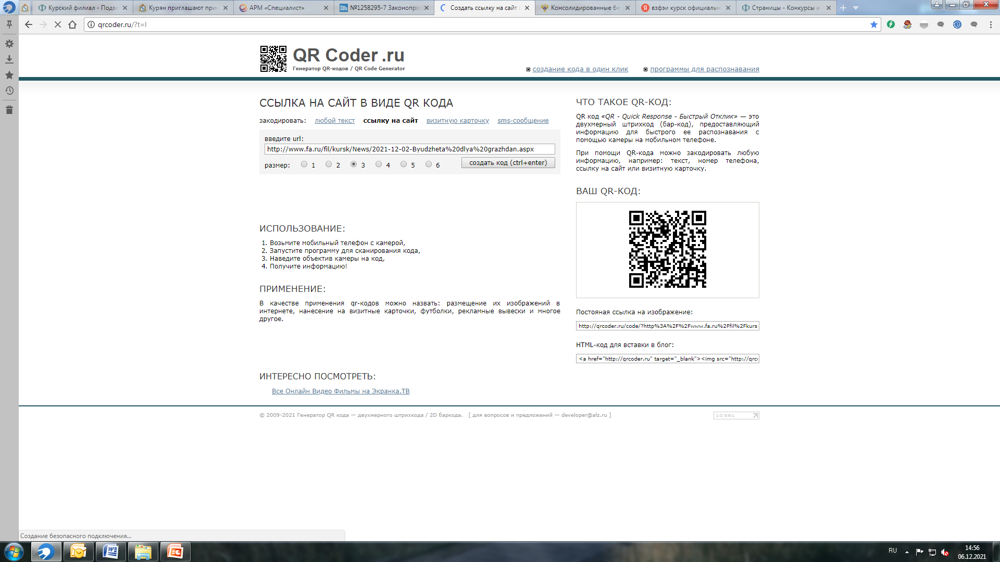 Курский филиал - Подве
Курян приглашают при
АРМ «Специалист»
№1258295-7 Законопро
Создать ссылку на сайт
Консолидированные б
взфэи курск официальн
Страницы - Конкурсы и
qrcoder.ru/?t=l
QR Coder.ru
Генератор QR-кодов / QR Code Generator
создание кода в один клик
программы для распознавания
ССЫЛКА НА САЙТ В ВИДЕ QR КОДА
закодировать: любой текст ссылку на сайт визитную карточку sms-сообщение
введите url:
http://www.fa.ru/fil/kursk/News/2021-12-02-Byudzheta%20dlya%20grazhdan.aspx
размер: 1 2 3 4 5 6 создать код (ctrl+enter)
ИСПОЛЬЗОВАНИЕ:
1. Возьмите мобильный телефон с камерой,
2. Запустите программу для сканирования кода,
3. Наведите объектив камеры на код,
4. Получите информацию!
ПРИМЕНЕНИЕ:
В качестве применения qr-кодов можно назвать: размещение их изображений в
интернете, нанесение на визитные карточки, футболки, рекламные вывески и многое
другое.
ИНТЕРЕСНО ПОСМОТРЕТЬ:
Все Онлайн Видео Фильмы на Экранка.ТВ
ЧТО ТАКОЕ QR-КОД:
QR код «QR - Quick Response - Быстрый Отклик» — это
двухмерный штрихкод (бар-код), предоставляющий
информацию для быстрого ее распознавания с
помощью камеры на мобильном телефоне.
При помощи QR-кода можно закодировать любую
информацию, например: текст, номер телефона,
ссылку на сайт или визитную карточку.
ВАШ QR-КОД:
Постояная ссылка на изображение:
http://qrcoder.ru/code/?http%3A%2F%2Fwww.fa.ru%2Ffil%2Fkurs
HTML-код для вставки в блог:
<a href="http://qrcoder.ru" target="_blank"><img src="http://qrc
© 2009-2021 Генератор QR кода — двухмерного штрихкода / 2D баркода. [ для вопросов и предложений — developer@alz.ru ]
10 591
Создание безопасного подключения...
RU
14:56
06.12.2021